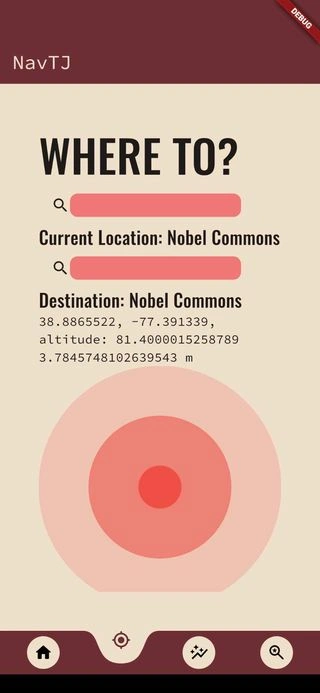 DEBUG
NavTJ
WHERE TO?
Current Location: Nobel Commons
Destination: Nobel Commons
38.8865522, -77.391339,
altitude: 81.4000015258789
3.7845748102639543 m